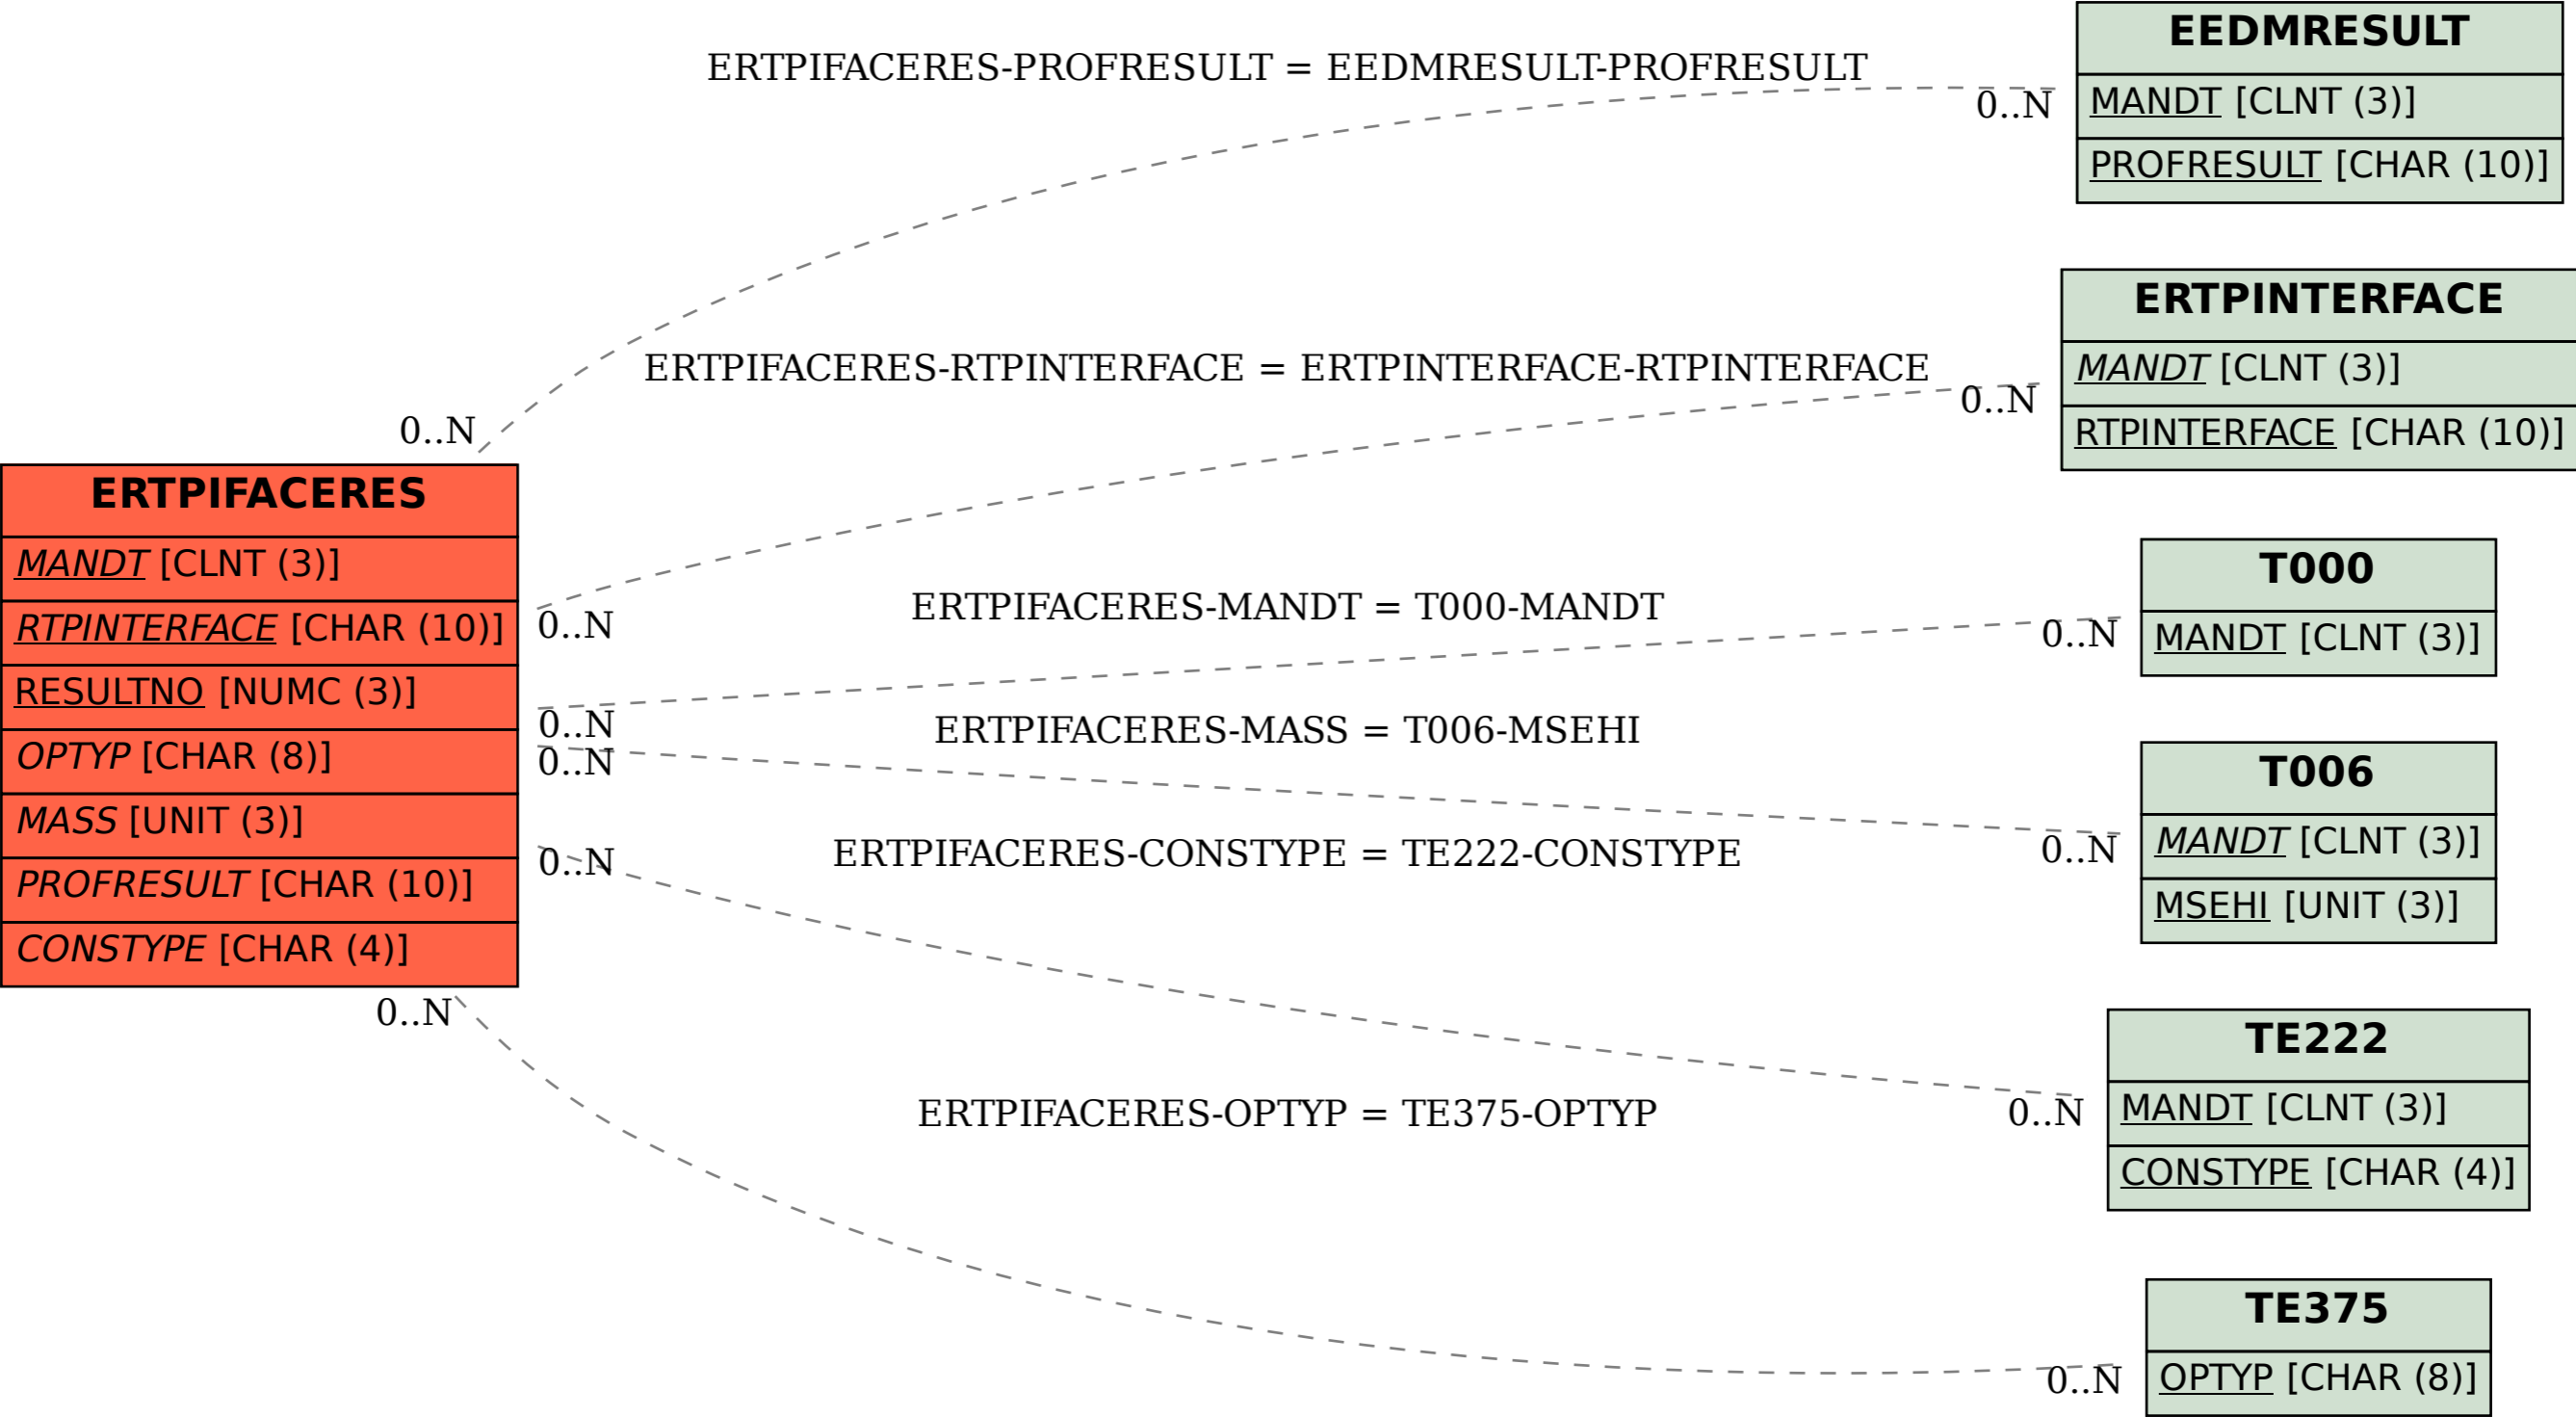 EEDMRESULT
MANDT [CLNT (3)]
PROFRESULT [CHAR (10)]
ERTPIFACERES-PROFRESULT = EEDMRESULT-PROFRESULT
0..N
0..N
ERTPINTERFACE
MANDT [CLNT (3)]
RTPINTERFACE [CHAR (10)]
ERTPIFACERES-RTPINTERFACE = ERTPINTERFACE-RTPINTERFACE
0..N
0..N
ERTPIFACERES
MANDT [CLNT (3)]
RTPINTERFACE [CHAR (10)]
RESULTNO [NUMC (3)]
OPTYP [CHAR (8)]
MASS [UNIT (3)]
PROFRESULT [CHAR (10)]
CONSTYPE [CHAR (4)]
ERTPIFACERES-MANDT = T000-MANDT
0..N
0..N
T000
MANDT [CLNT (3)]
ERTPIFACERES-MASS = T006-MSEHI
0..N
0..N
T006
MANDT [CLNT (3)]
MSEHI [UNIT (3)]
ERTPIFACERES-CONSTYPE = TE222-CONSTYPE
0..N
0..N
TE222
MANDT [CLNT (3)]
CONSTYPE [CHAR (4)]
ERTPIFACERES-OPTYP = TE375-OPTYP
0..N
0..N
TE375
OPTYP [CHAR (8)]